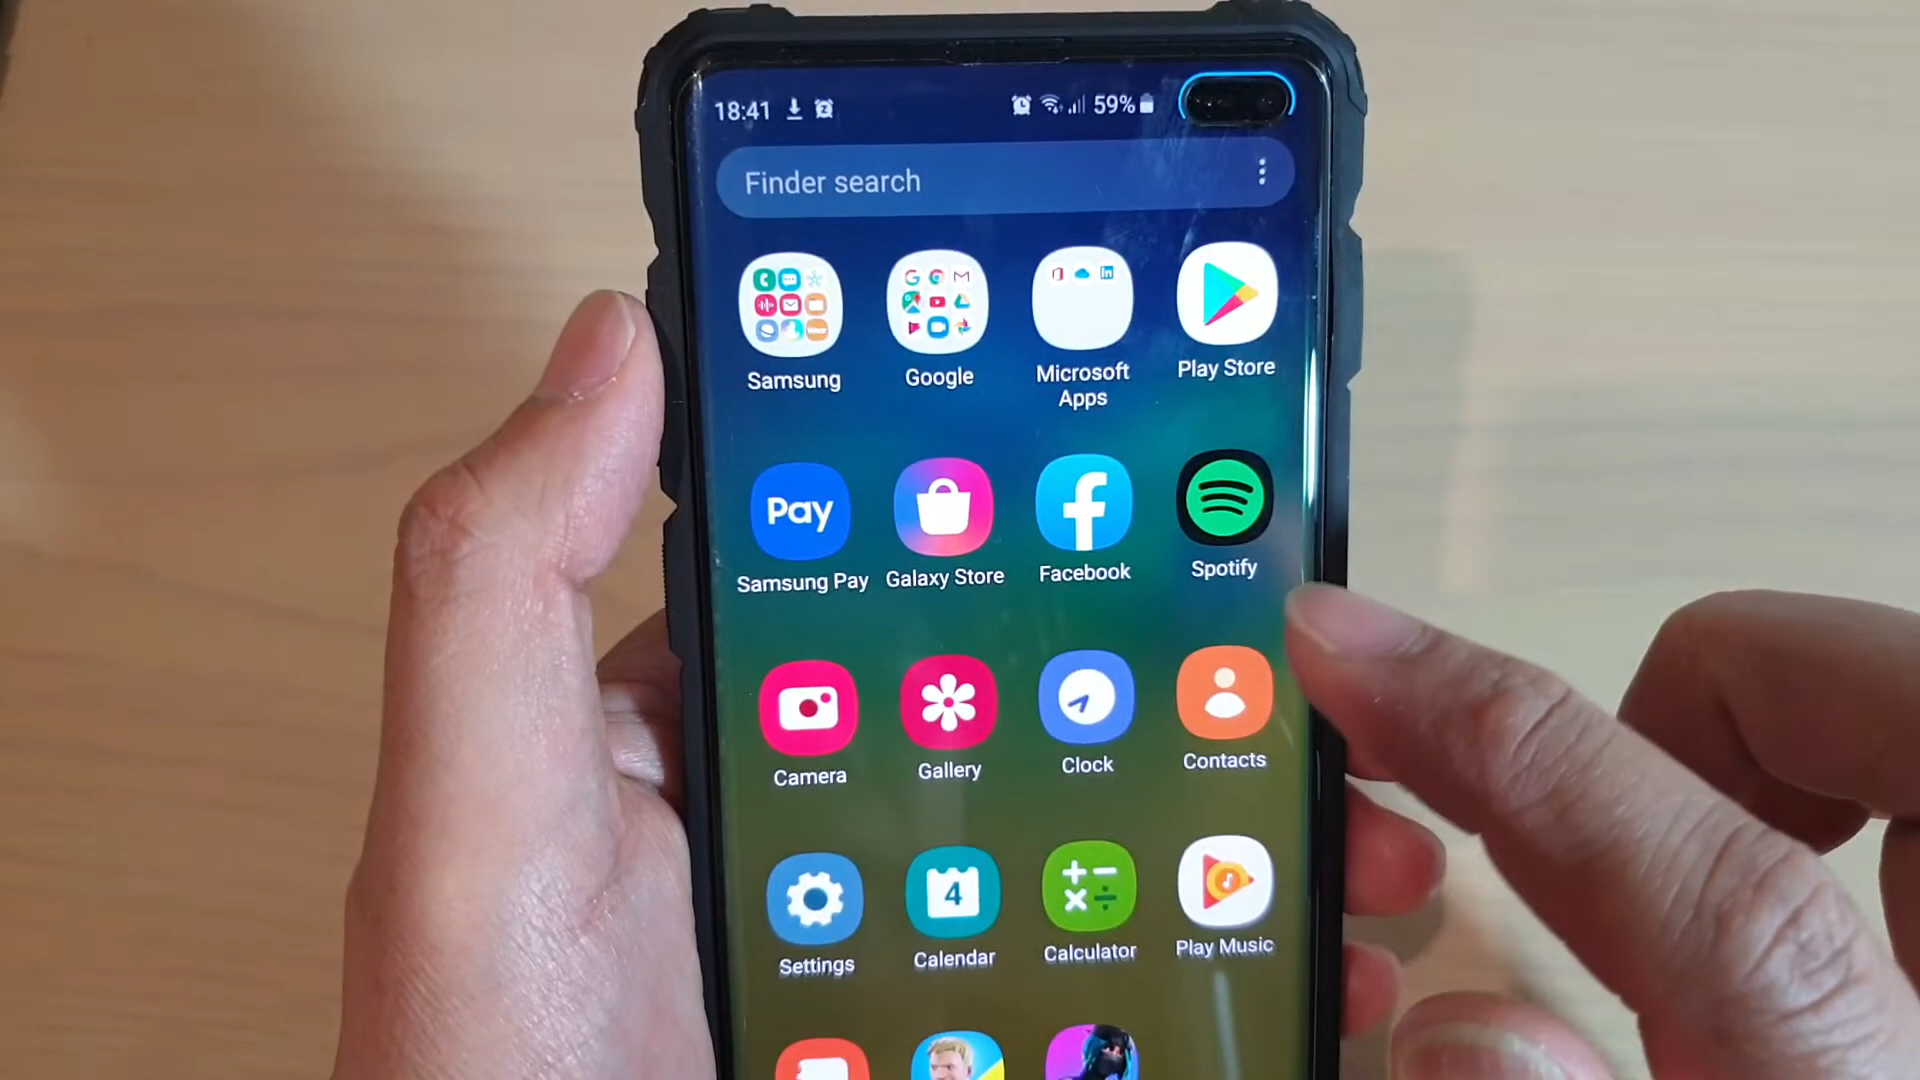 18:41 59%
Finder search
Samsung Google Microsoft Apps Play Store
Pay
Samsung Pay Galaxy Store Facebook Spotify
Camera Gallery Clock Contacts
4
Settings Calendar Calculator Play Music